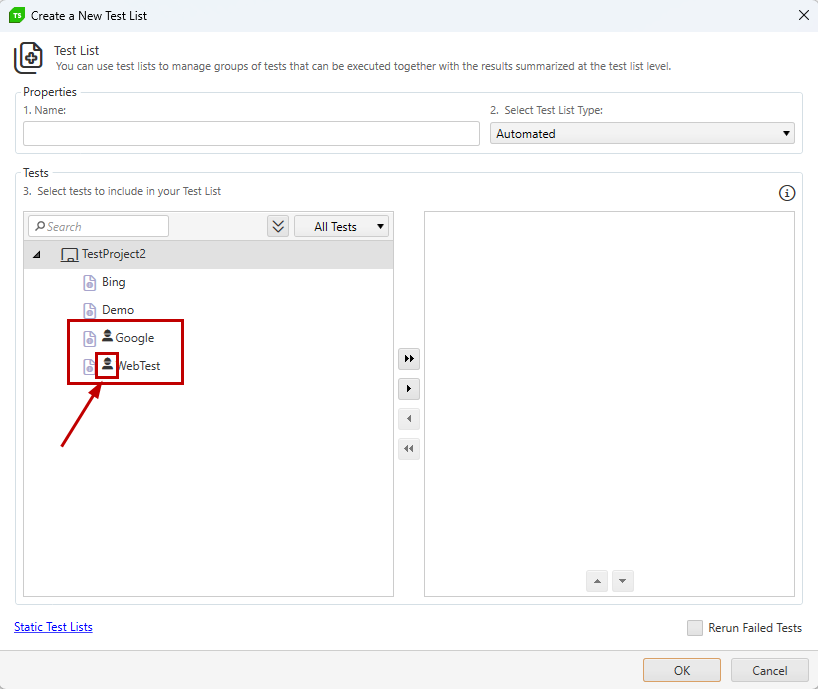 TS Create a New Test List
Test List
You can use test lists to manage groups of tests that can be executed together with the results summarized at the test list level.
Properties
1. Name:
2. Select Test List Type:
Automated
Tests
3. Select tests to include in your Test List
Search
All Tests
TestProject2
Bing
Demo
Google
WebTest
Static Test Lists
Rerun Failed Tests
OK
Cancel